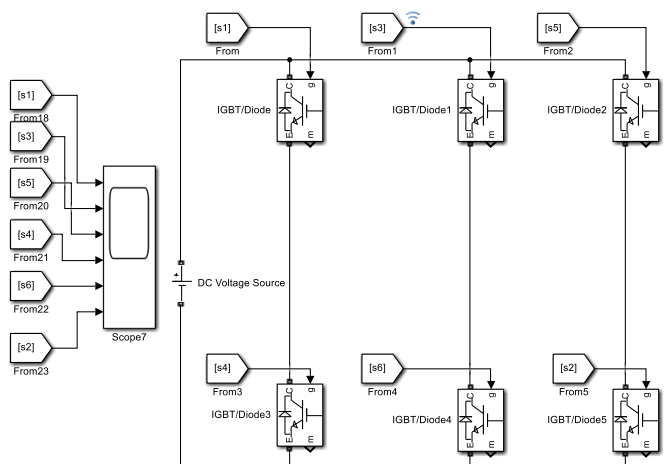 [s1]
From
[s3]
From1
[s5]
From2
[s1]
From18
[s3]
From19
[s5]
From20
[s4]
From21
[s6]
From22
[s2]
From23
Scope7
+
DC Voltage Source
C
g
E
m
IGBT/Diode
C
g
E
m
IGBT/Diode1
C
g
E
m
IGBT/Diode2
[s4]
From3
[s6]
From4
[s2]
From5
C
g
E
m
IGBT/Diode3
C
g
E
m
IGBT/Diode4
C
g
E
m
IGBT/Diode5